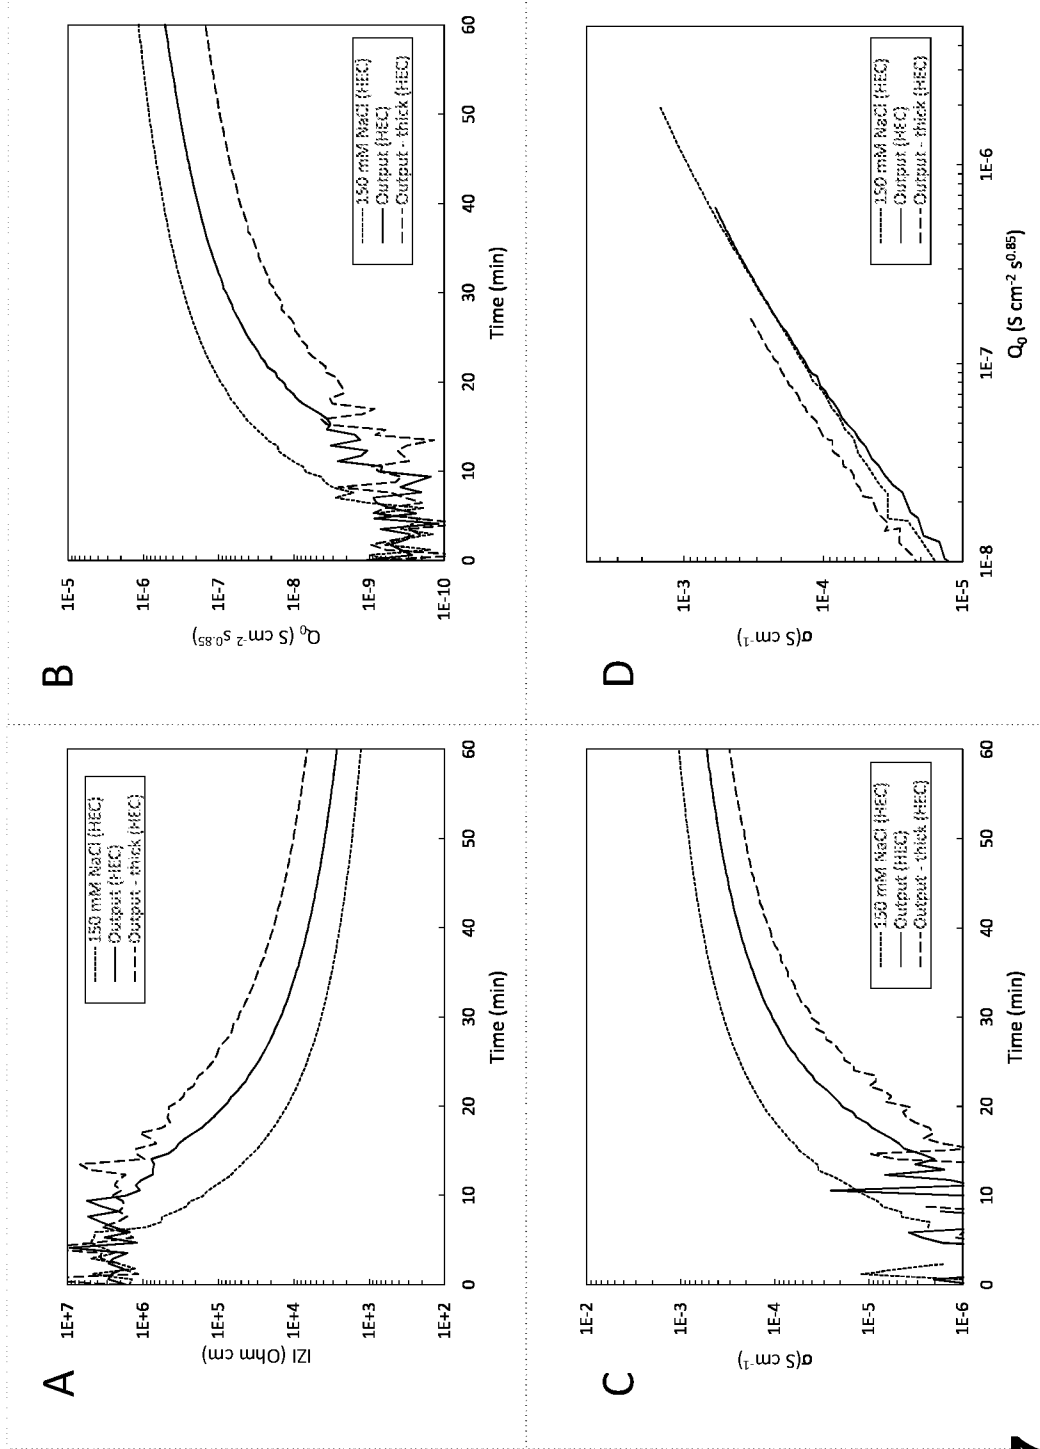 A
1E+7
1E+6
1E+5
1E+4
1E+3
1E+2
IZI (Ohm cm)
0
10
20
30
40
50
60
Time (min)
150 mM NaCl (HEC)
Output (HEC)
Output - thick (HEC)
B
1E-5
1E-6
1E-7
1E-8
1E-9
1E-10
Q0 (S cm-2 s0.85)
0
10
20
30
40
50
60
Time (min)
150 mM NaCl (HEC)
Output (HEC)
Output - thick (HEC)
C
1E-2
1E-3
1E-4
1E-5
1E-6
σ(S cm-1)
0
10
20
30
40
50
60
Time (min)
150 mM NaCl (HEC)
Output (HEC)
Output - thick (HEC)
D
1E-3
1E-4
1E-5
σ(S cm-1)
1E-8
1E-7
1E-6
Q0 (S cm-2 s0.85)
150 mM NaCl (HEC)
Output (HEC)
Output - thick (HEC)
7